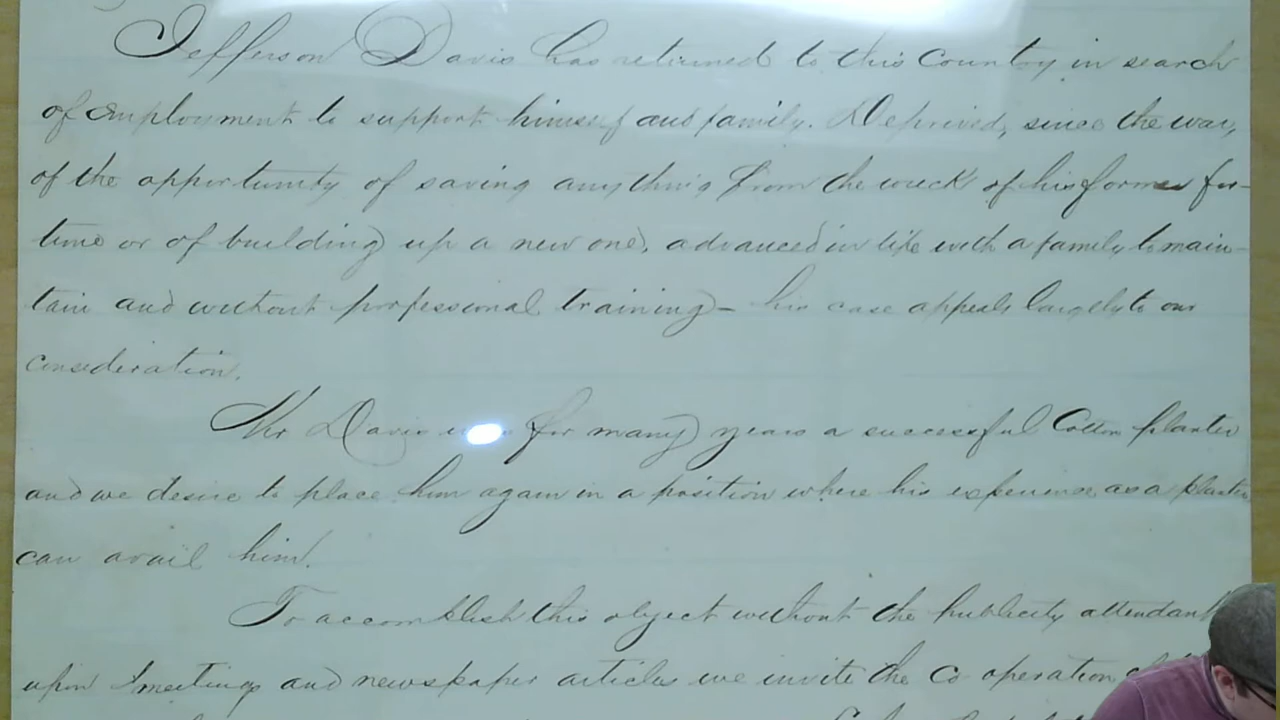 Jefferson Davis has returned to this Country in search
of employment to support himself and family. Deprived, since the war,
of the opportunity of saving anything from the wreck of his former for-
tune or of building up a new one, advanced in life with a family to main-
tain and without professional training – his case appeals largely to our
consideration.
Mr Davis for many years a successful Cotton planter
and we desire to place him again in a position where his experience as a planter
can avail him.
To accomplish this object without the publicity attendant
upon meetings and newspaper articles we invite the co-operation